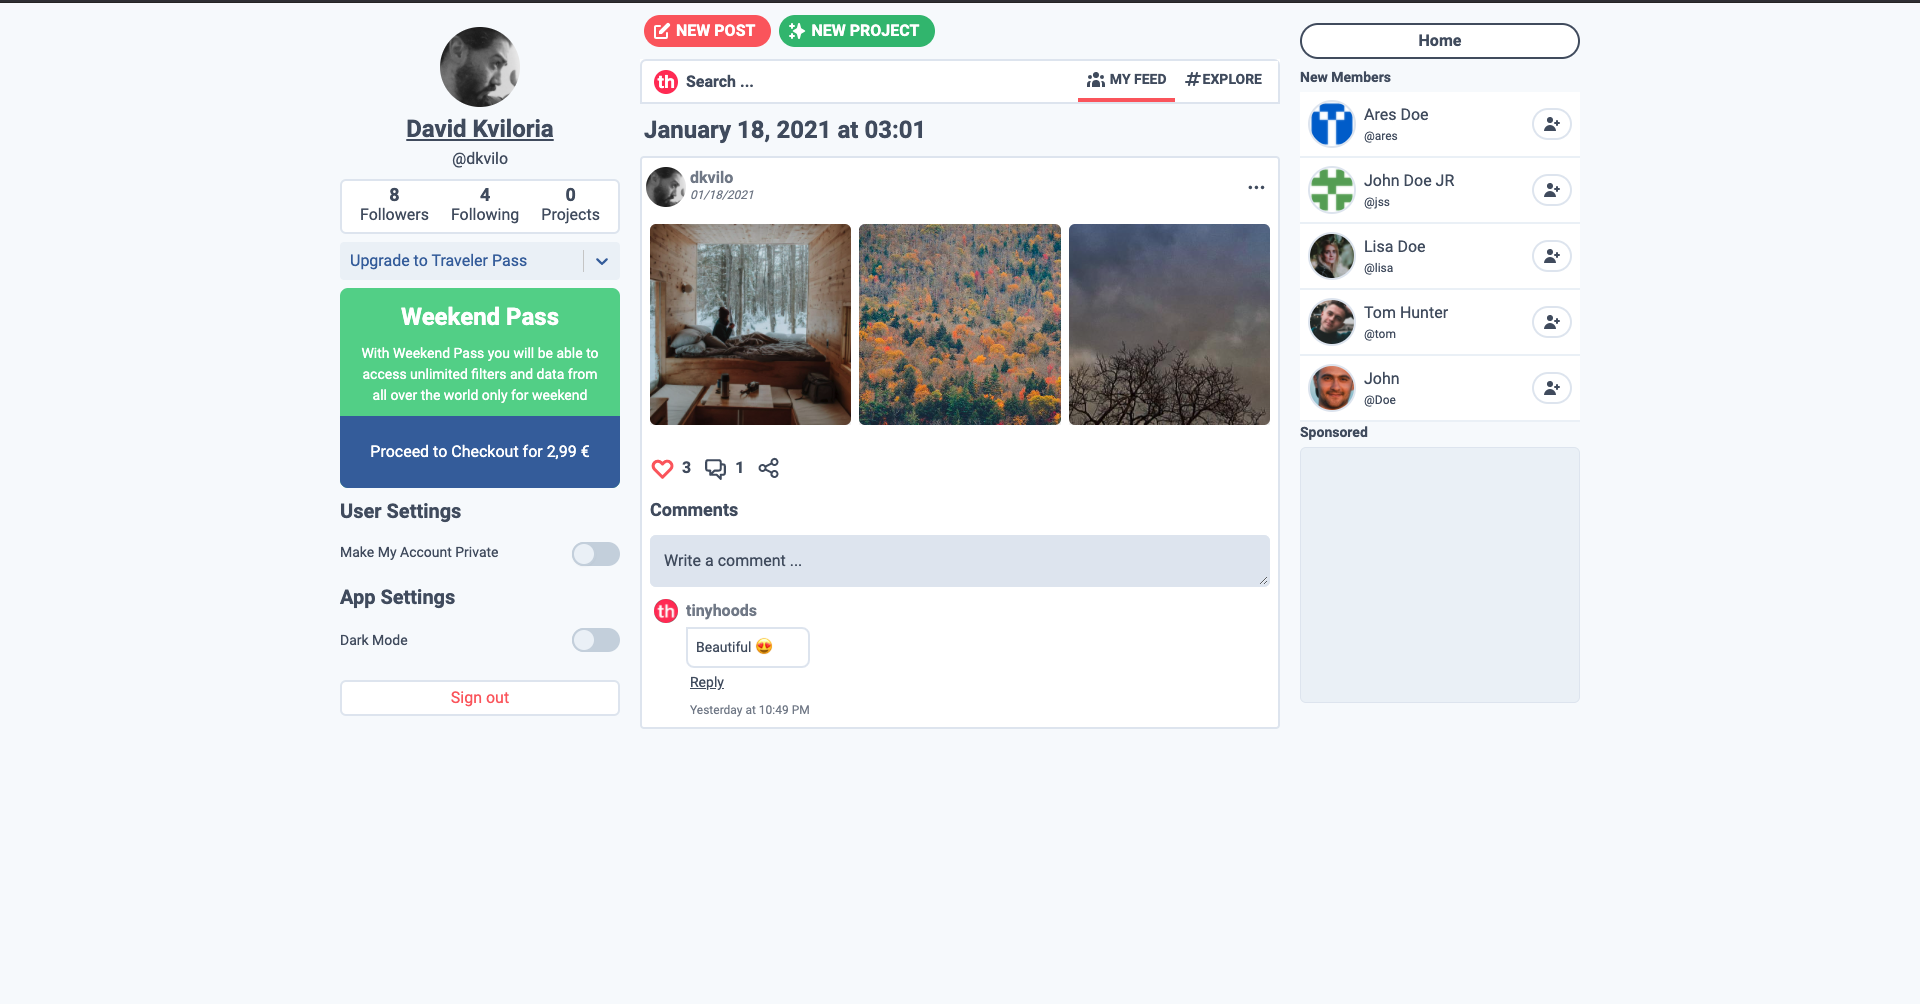 David Kviloria
@dkvilo
8 4 0
Followers Following Projects
Upgrade to Traveler Pass
Weekend Pass
With Weekend Pass you will be able to
access unlimited filters and data from
all over the world only for weekend
Proceed to Checkout for 2,99 €
User Settings
Make My Account Private
App Settings
Dark Mode
Sign out
NEW POST NEW PROJECT
th Search ... MY FEED #EXPLORE
January 18, 2021 at 03:01
dkvilo
01/18/2021
3 1
Comments
Write a comment ...
th tinyhoods
Beautiful 😍
Reply
Yesterday at 10:49 PM
Home
New Members
Ares Doe
@ares
John Doe JR
@jss
Lisa Doe
@lisa
Tom Hunter
@tom
John
@Doe
Sponsored